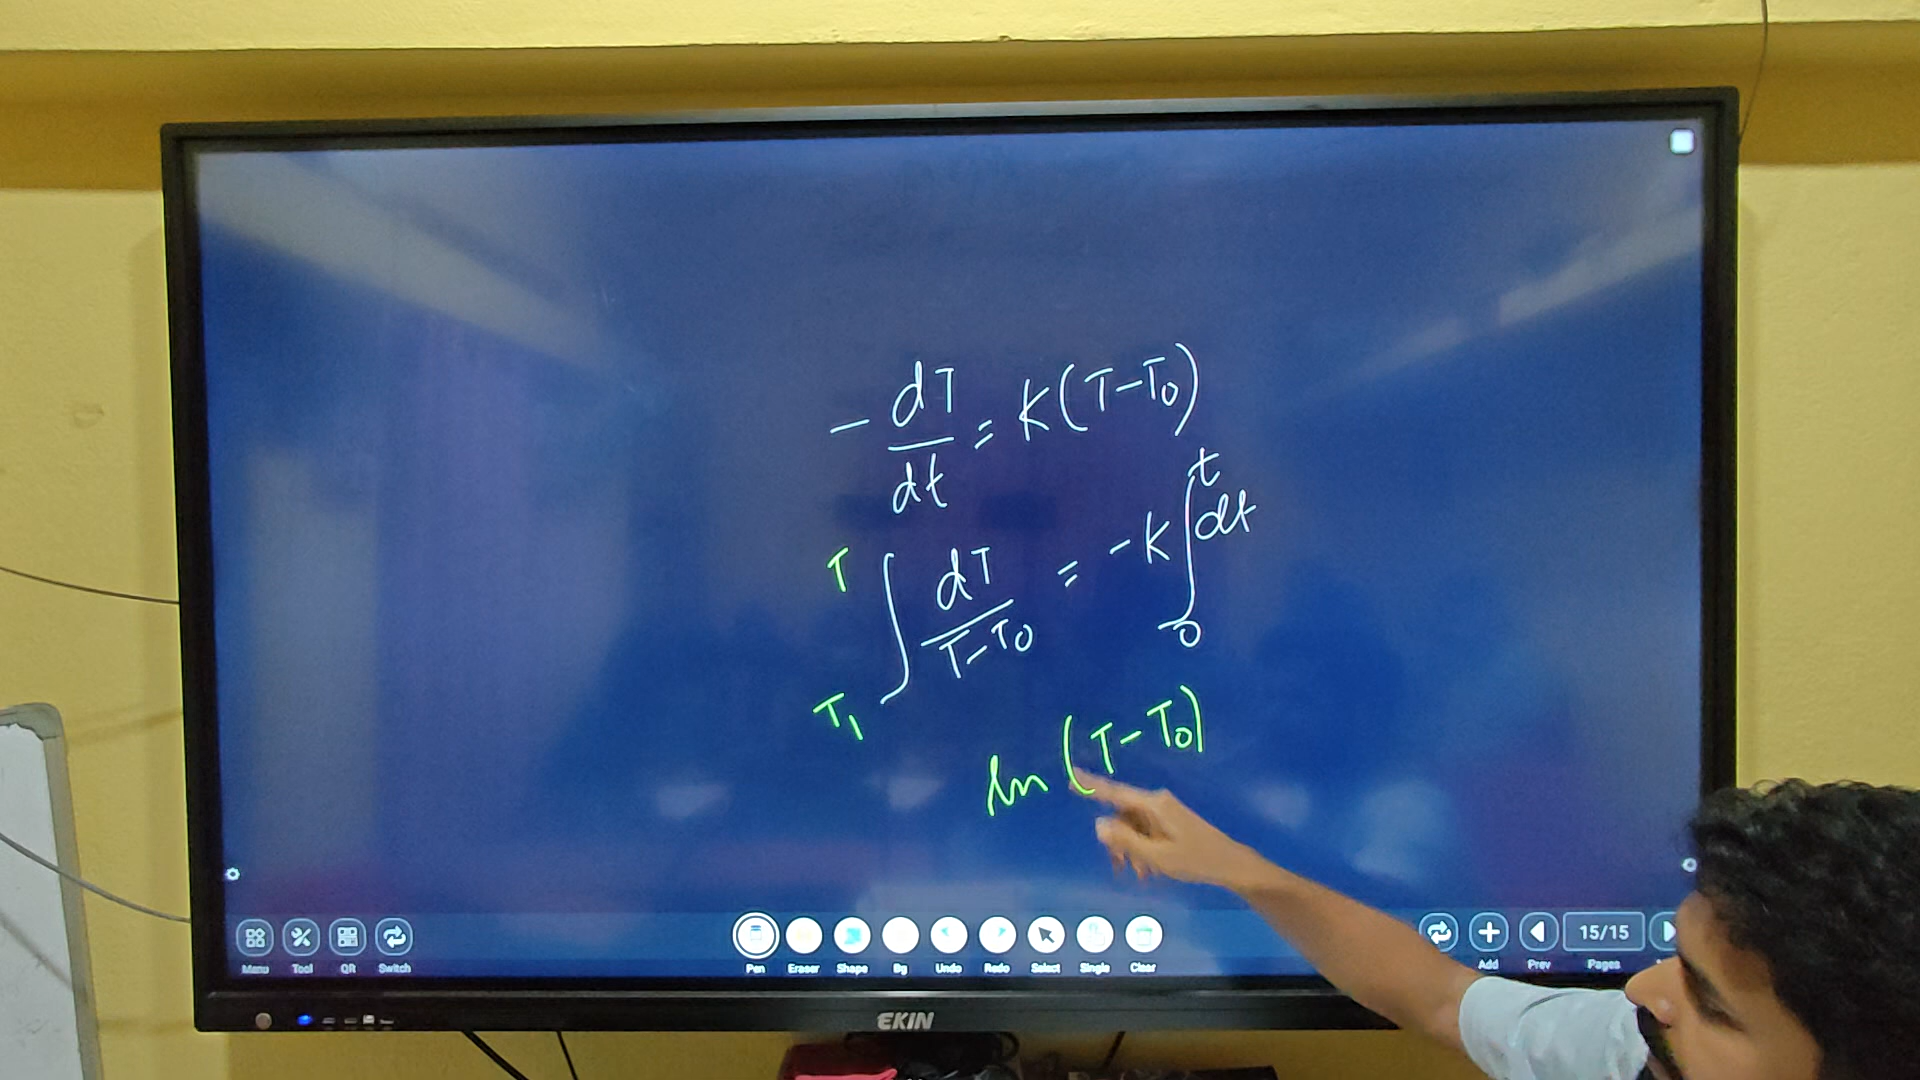 - dT/dt = K(T-T₀)
T
∫ dT/(T-T₀) = -K ∫₀ᵗ dt
T₁
ln (T-T₀)
Menu Tool QR Switch Pen Eraser Shape Bg Undo Redo Select Single Clear Add Prev 15/15 Pages
EKIN